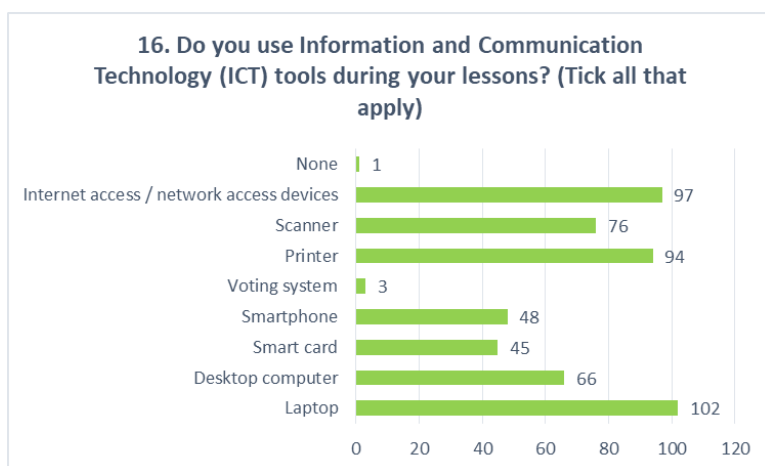 16. Do you use Information and Communication
Technology (ICT) tools during your lessons? (Tick all that
apply)
None 1
Internet access / network access devices 97
Scanner 76
Printer 94
Voting system 3
Smartphone 48
Smart card 45
Desktop computer 66
Laptop 102
0 20 40 60 80 100 120